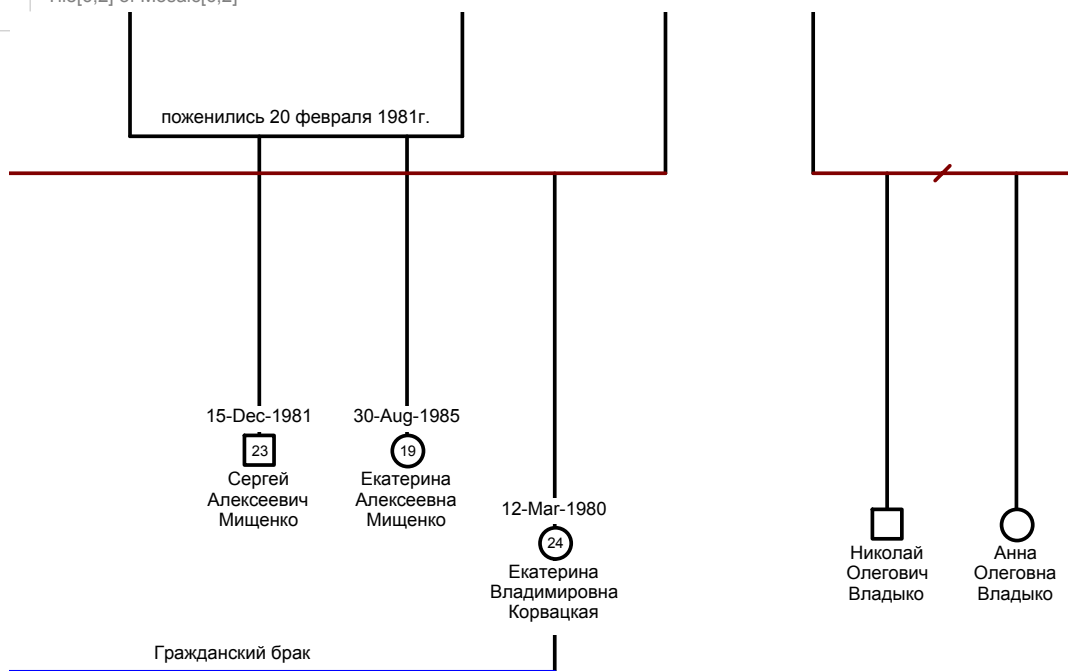 поженились 20 февраля 1981г.
15-Dec-1981
30-Aug-1985
23
19
Сергей
Алексеевич
Мищенко
Екатерина
Алексеевна
Мищенко
12-Mar-1980
24
Екатерина
Владимировна
Корвацкая
Николай
Олегович
Владыко
Анна
Олеговна
Владыко
Гражданский брак